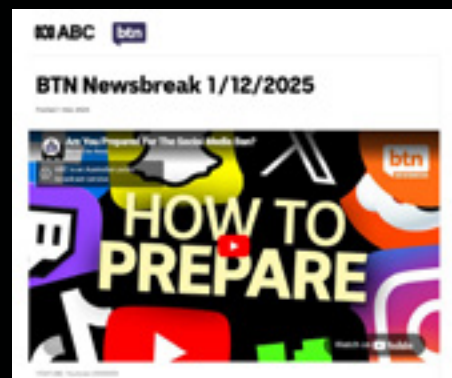 ABC btn
BTN Newsbreak 1/12/2025
Are You Prepared For The Social Media Ban?
btn
HOW TO
PREPARE
Watch on YouTube